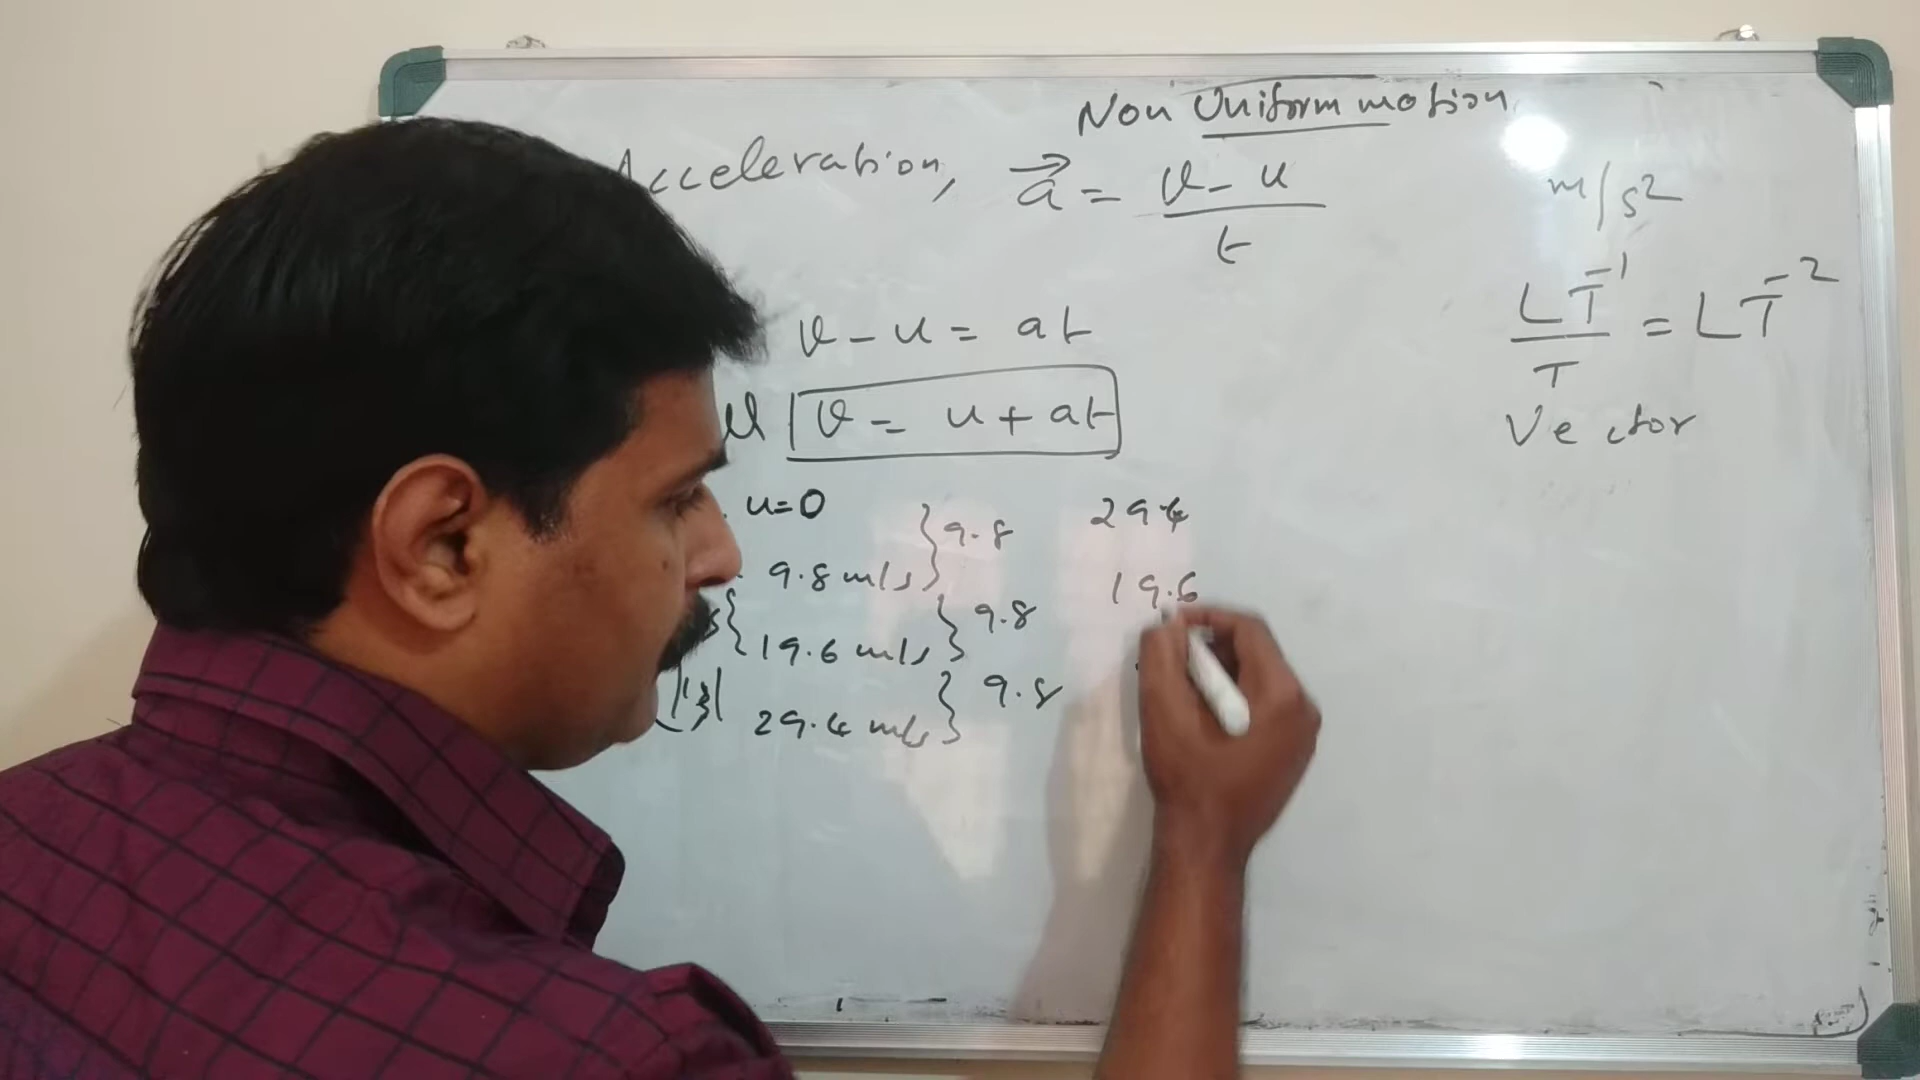 Non Uniform motion
Acceleration, a = v - u / t
m/s²
v - u = at
LT⁻¹ / T = LT⁻²
v = u + at
Vector
u=0
9.8
29.4
9.8 m/s
19.6
9.8
19.6 m/s
9.8
29.4 m/s